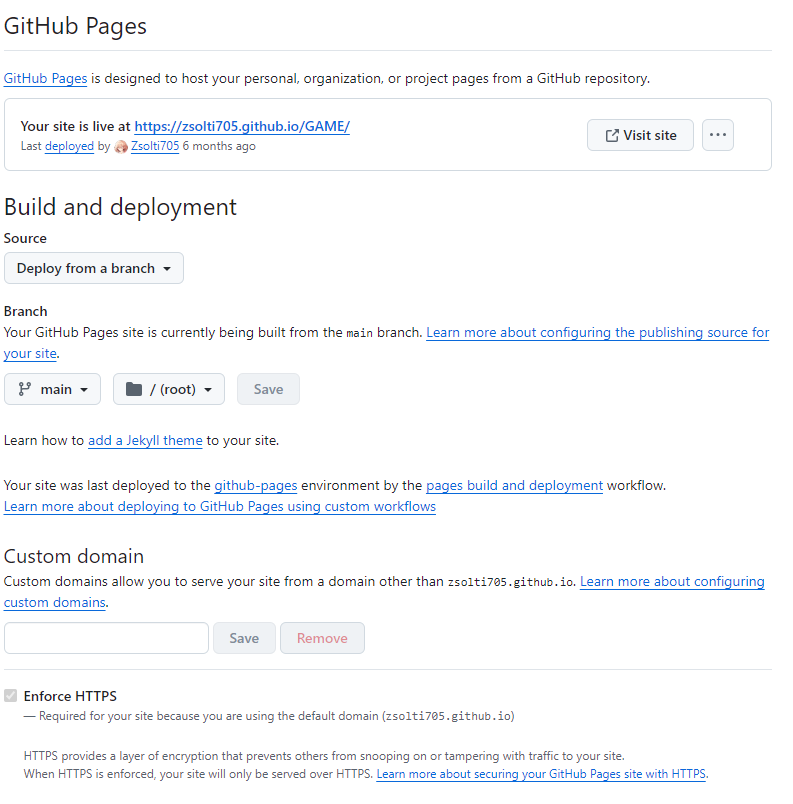 GitHub Pages
GitHub Pages is designed to host your personal, organization, or project pages from a GitHub repository.
Your site is live at https://zsolti705.github.io/GAME/
Last deployed by Zsolti705 6 months ago
Visit site
Build and deployment
Source
Deploy from a branch
Branch
Your GitHub Pages site is currently being built from the main branch. Learn more about configuring the publishing source for
your site.
main
/ (root)
Save
Learn how to add a Jekyll theme to your site.
Your site was last deployed to the github-pages environment by the pages build and deployment workflow.
Learn more about deploying to GitHub Pages using custom workflows
Custom domain
Custom domains allow you to serve your site from a domain other than zsolti705.github.io. Learn more about configuring
custom domains.
Save
Remove
Enforce HTTPS
— Required for your site because you are using the default domain (zsolti705.github.io)
HTTPS provides a layer of encryption that prevents others from snooping on or tampering with traffic to your site.
When HTTPS is enforced, your site will only be served over HTTPS. Learn more about securing your GitHub Pages site with HTTPS.